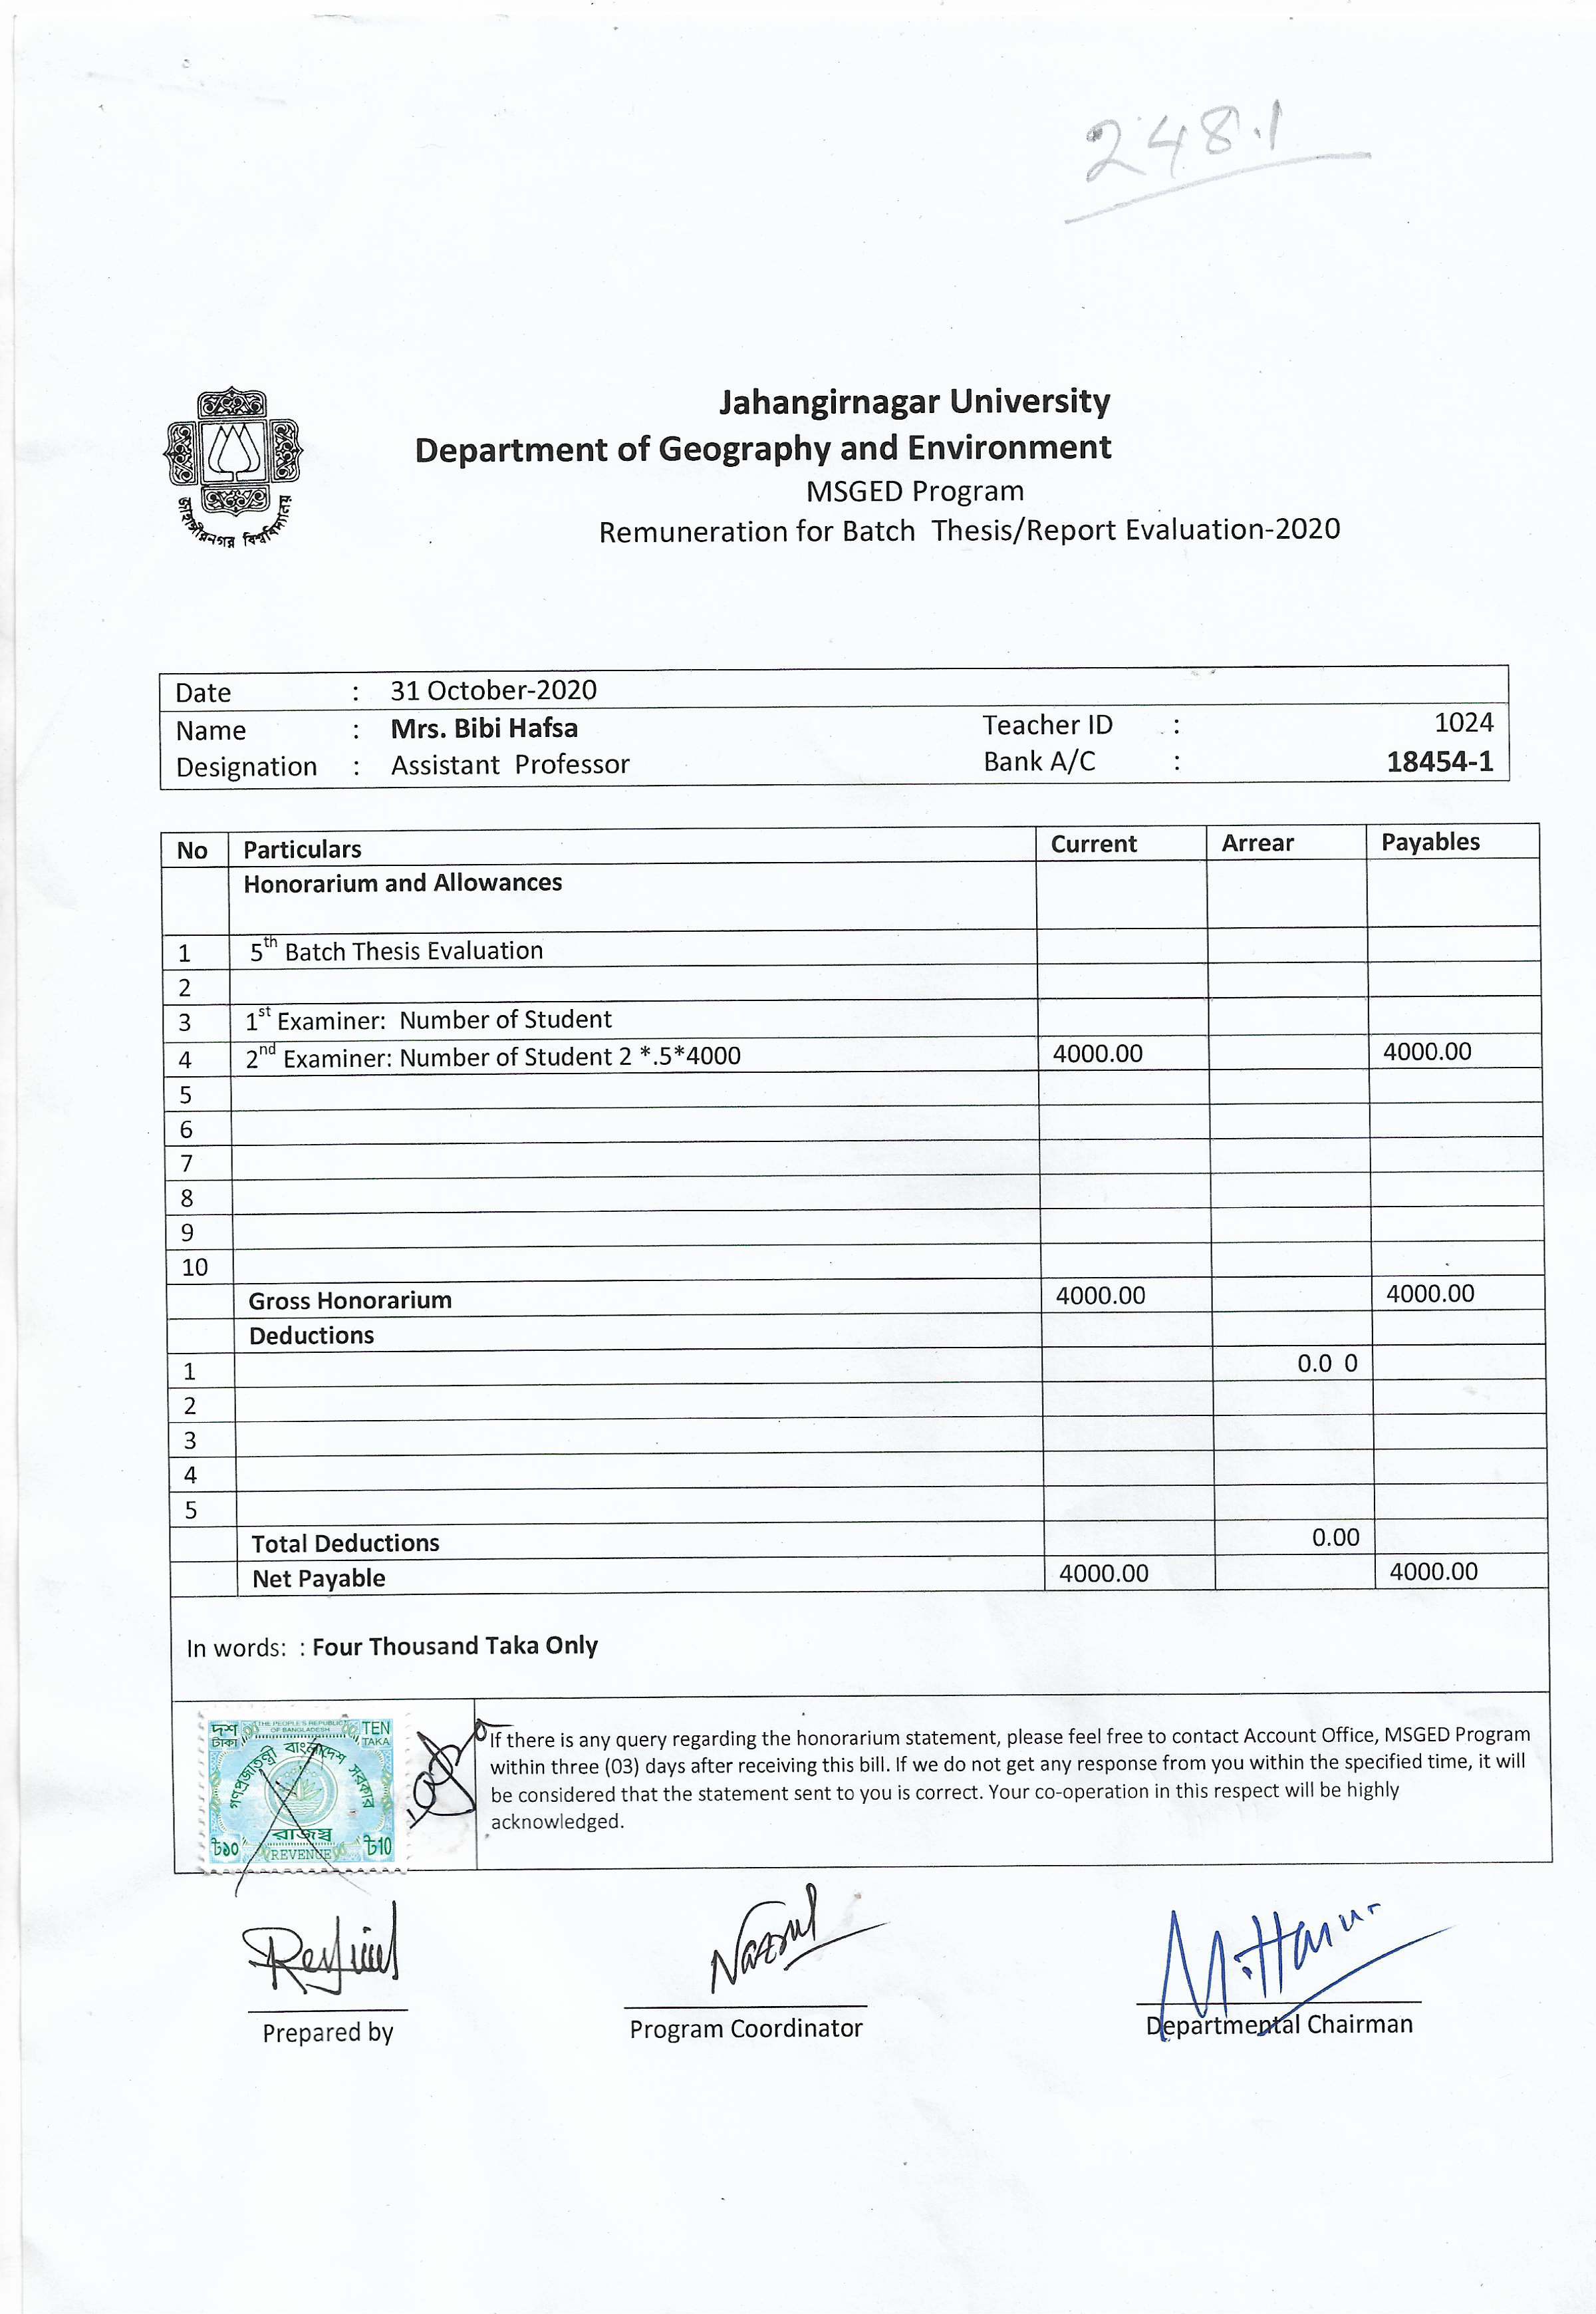 248.1
Jahangirnagar University
Department of Geography and Environment
MSGED Program
Remuneration for Batch Thesis/Report Evaluation-2020
জাহাঙ্গীরনগর বিশ্ববিদ্যালয়
Date : 31 October-2020
Name : Mrs. Bibi Hafsa Teacher ID : 1024
Designation : Assistant Professor Bank A/C : 18454-1
No Particulars Current Arrear Payables
Honorarium and Allowances
1 5th Batch Thesis Evaluation
2
3 1st Examiner: Number of Student
4 2nd Examiner: Number of Student 2 *.5*4000 4000.00 4000.00
5
6
7
8
9
10
Gross Honorarium 4000.00 4000.00
Deductions
1 0.0 0
2
3
4
5
Total Deductions 0.00
Net Payable 4000.00 4000.00
In words: : Four Thousand Taka Only
দশ টাকা THE PEOPLE'S REPUBLIC OF BANGLADESH TEN TAKA
গণপ্রজাতন্ত্রী বাংলাদেশ সরকার
রাজস্ব
৳১০ REVENUE ৳10
If there is any query regarding the honorarium statement, please feel free to contact Account Office, MSGED Program
within three (03) days after receiving this bill. If we do not get any response from you within the specified time, it will
be considered that the statement sent to you is correct. Your co-operation in this respect will be highly
acknowledged.
Prepared by Program Coordinator Departmental Chairman